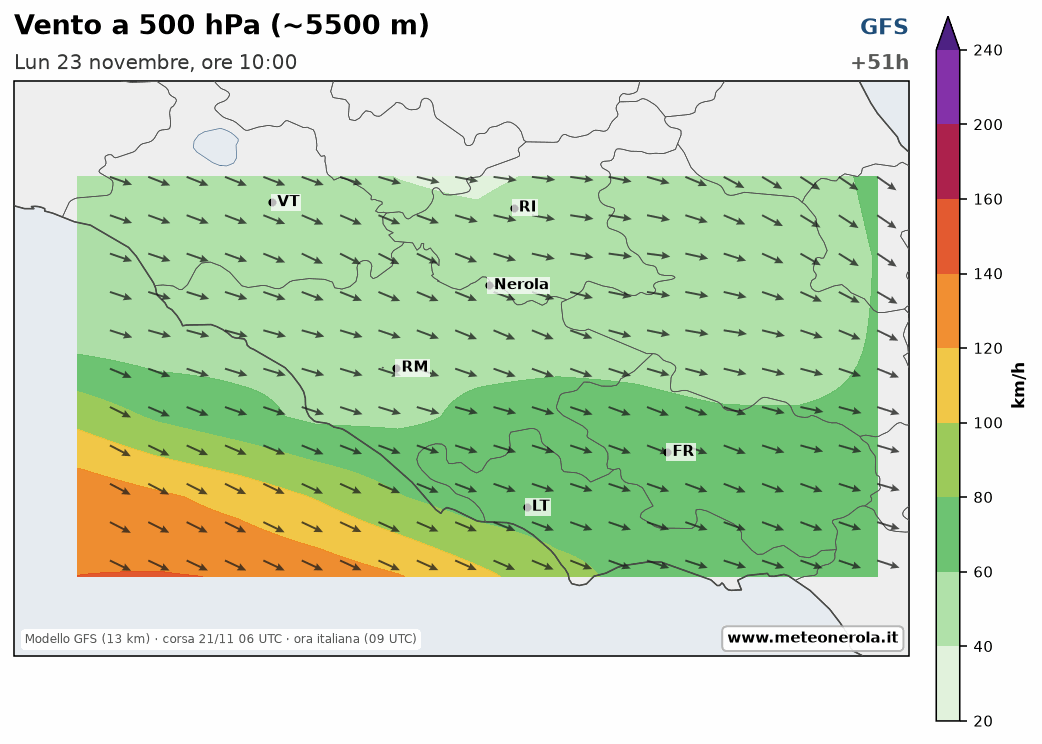 Vento a 500 hPa (~5500 m)
GFS
Lun 23 novembre, ore 10:00
+51h
VT
RI
Nerola
RM
FR
LT
240
200
160
140
120
100
80
60
40
20
km/h
Modello GFS (13 km) · corsa 21/11 06 UTC · ora italiana (09 UTC)
www.meteonerola.it